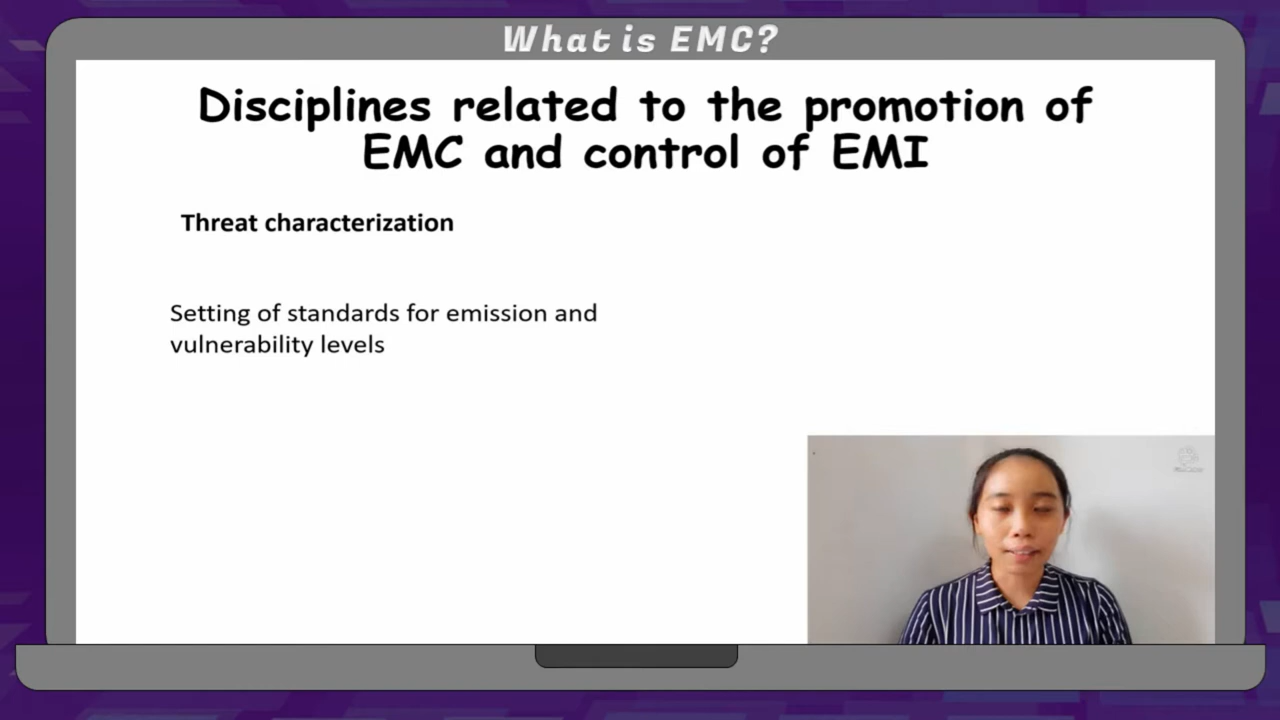 What is EMC?
Disciplines related to the promotion of
EMC and control of EMI
Threat characterization
Setting of standards for emission and
vulnerability levels